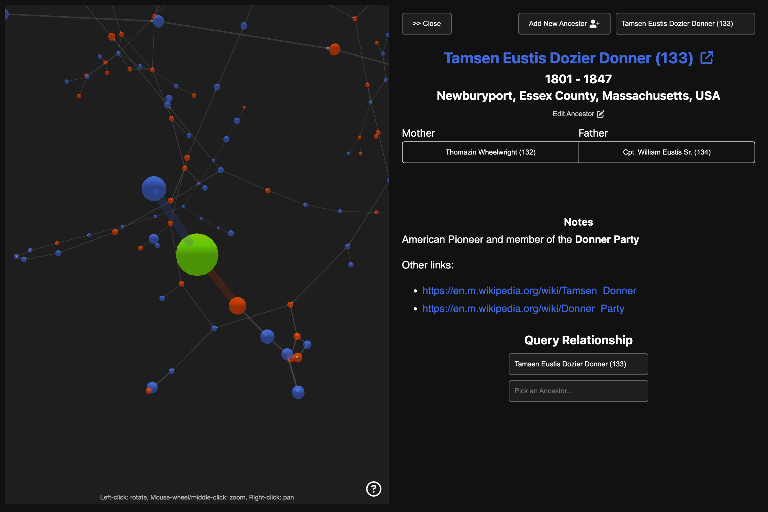 >> Close
Add New Ancestor
Tamsen Eustis Dozier Donner (133)
Tamsen Eustis Dozier Donner (133)
1801 - 1847
Newburyport, Essex County, Massachusetts, USA
Edit Ancestor
Mother Father
Thomazin Wheelwright (132) Cpt. William Eustis Sr. (134)
Notes
American Pioneer and member of the Donner Party
Other links:
https://en.m.wikipedia.org/wiki/Tamsen_Donner
https://en.m.wikipedia.org/wiki/Donner_Party
Query Relationship
Tamsen Eustis Dozier Donner (133)
Pick an Ancestor...
Left-click: rotate, Mouse-wheel/middle-click: zoom, Right-click: pan
?